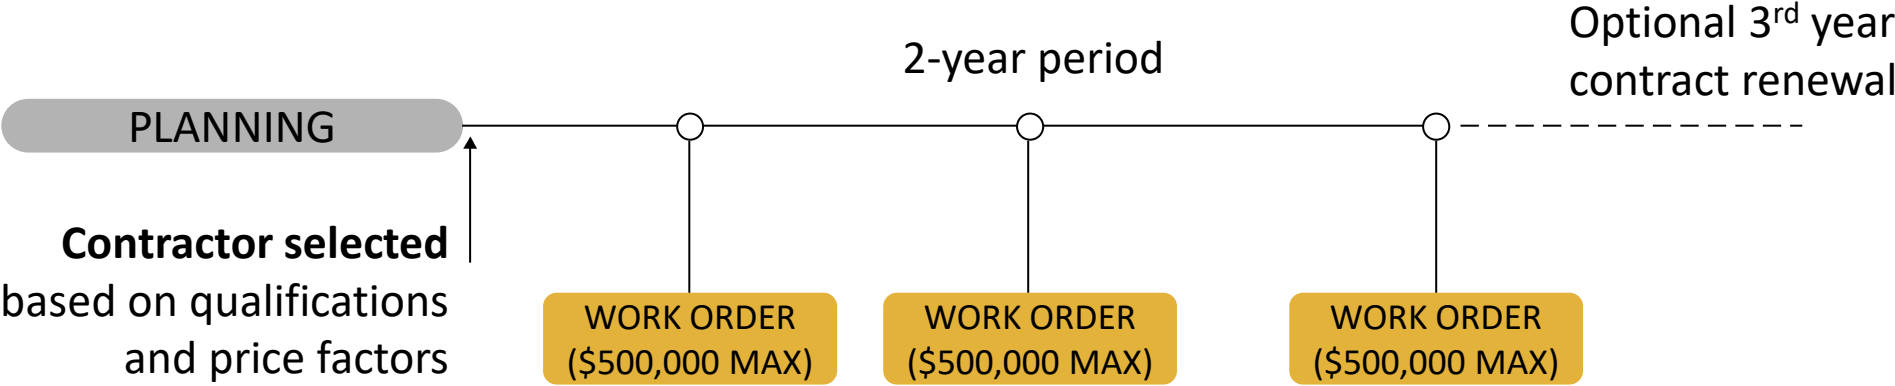 Optional 3rd year
contract renewal
2-year period
PLANNING
Contractor selected
based on qualifications
and price factors
WORK ORDER
($500,000 MAX)
WORK ORDER
($500,000 MAX)
WORK ORDER
($500,000 MAX)